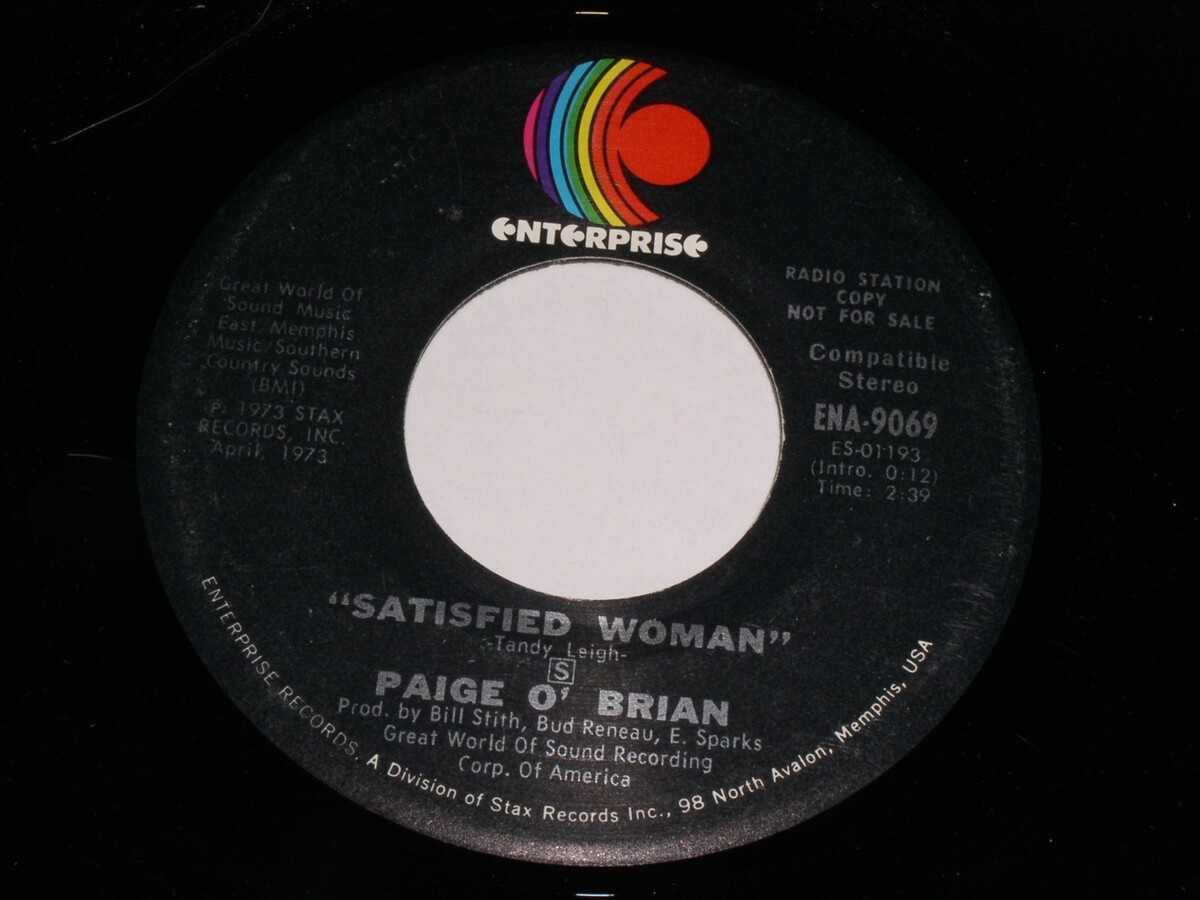 ENTERPRISE
Great World Of
Sound Music
East Memphis
Music/Southern
Country Sounds
(BMI)
℗ 1973 STAX
RECORDS, INC.
April, 1973
RADIO STATION
COPY
NOT FOR SALE
Compatible
Stereo
ENA-9069
ES-01193
(Intro. 0:12)
Time: 2:39
"SATISFIED WOMAN"
-Tandy Leigh-
S
PAIGE O' BRIAN
Prod. by Bill Stith, Bud Reneau, E. Sparks
Great World Of Sound Recording
Corp. Of America
ENTERPRISE RECORDS, A Division of Stax Records Inc., 98 North Avalon, Memphis, USA